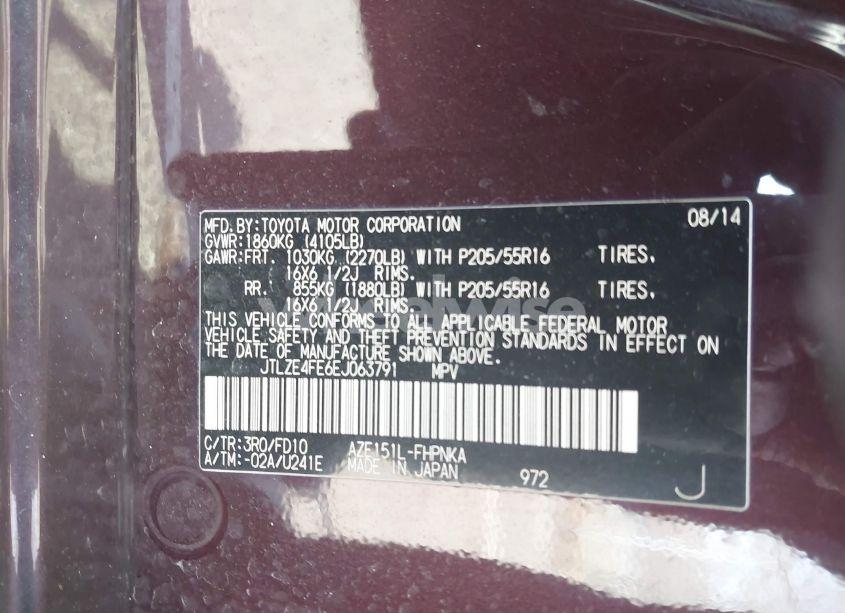 MFD.BY:TOYOTA MOTOR CORPORATION 08/14
GVWR:1860KG (4105LB)
GAWR:FRT. 1030KG (2270LB) WITH P205/55R16 TIRES,
16X6 1/2J RIMS.
RR. 855KG (1880LB) WITH P205/55R16 TIRES,
16X6 1/2J RIMS.
THIS VEHICLE CONFORMS TO ALL APPLICABLE FEDERAL MOTOR
VEHICLE SAFETY AND THEFT PREVENTION STANDARDS IN EFFECT ON
THE DATE OF MANUFACTURE SHOWN ABOVE.
JTLZE4FE6EJ063791 MPV
C/TR:3R0/FD10 AZE151L-FHPNKA
A/TM:-02A/U241E MADE IN JAPAN 972 J